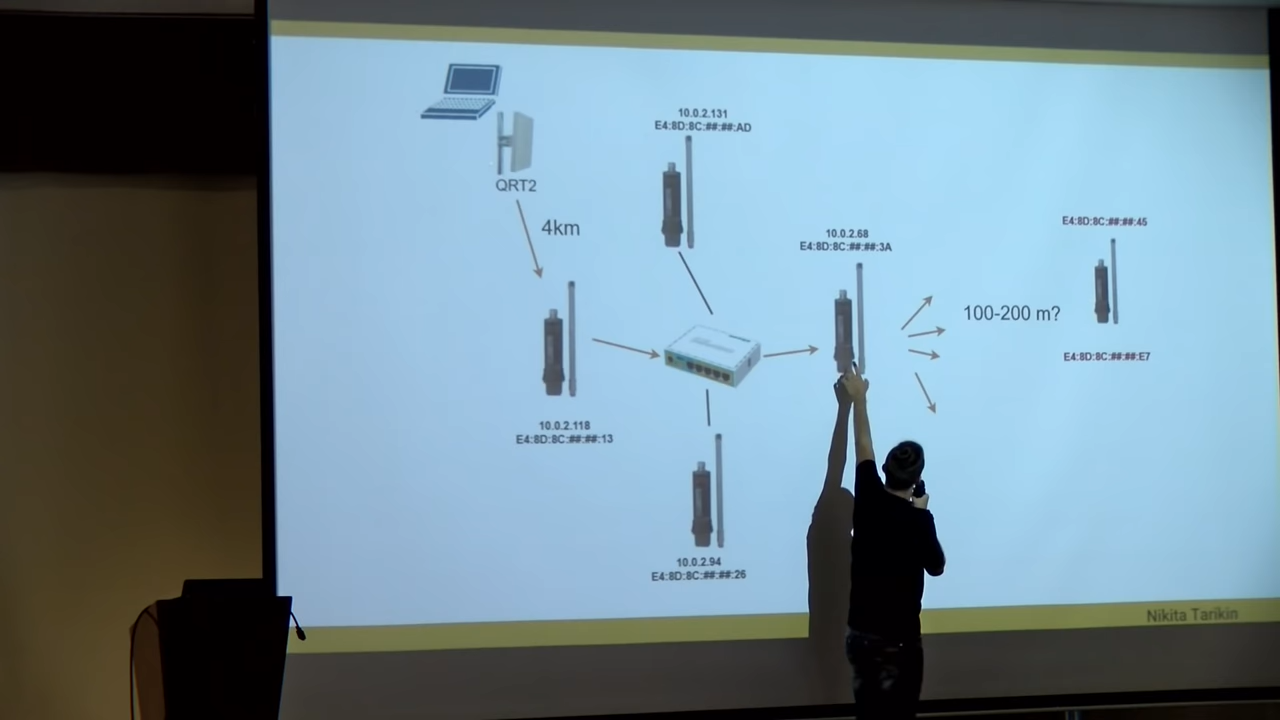 QRT2
4km
10.0.2.131
E4:8D:8C:##:##:AD
10.0.2.118
E4:8D:8C:##:##:13
10.0.2.94
E4:8D:8C:##:##:26
10.0.2.68
E4:8D:8C:##:##:3A
100-200 m?
E4:8D:8C:##:##:45
E4:8D:8C:##:##:E7
Nikita Tarikin